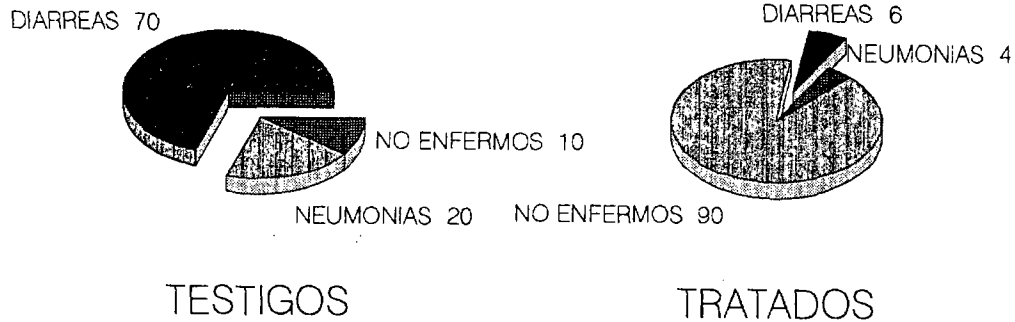 DIARREAS 70
NO ENFERMOS 10
NEUMONIAS 20
TESTIGOS
DIARREAS 6
NEUMONIAS 4
NO ENFERMOS 90
TRATADOS